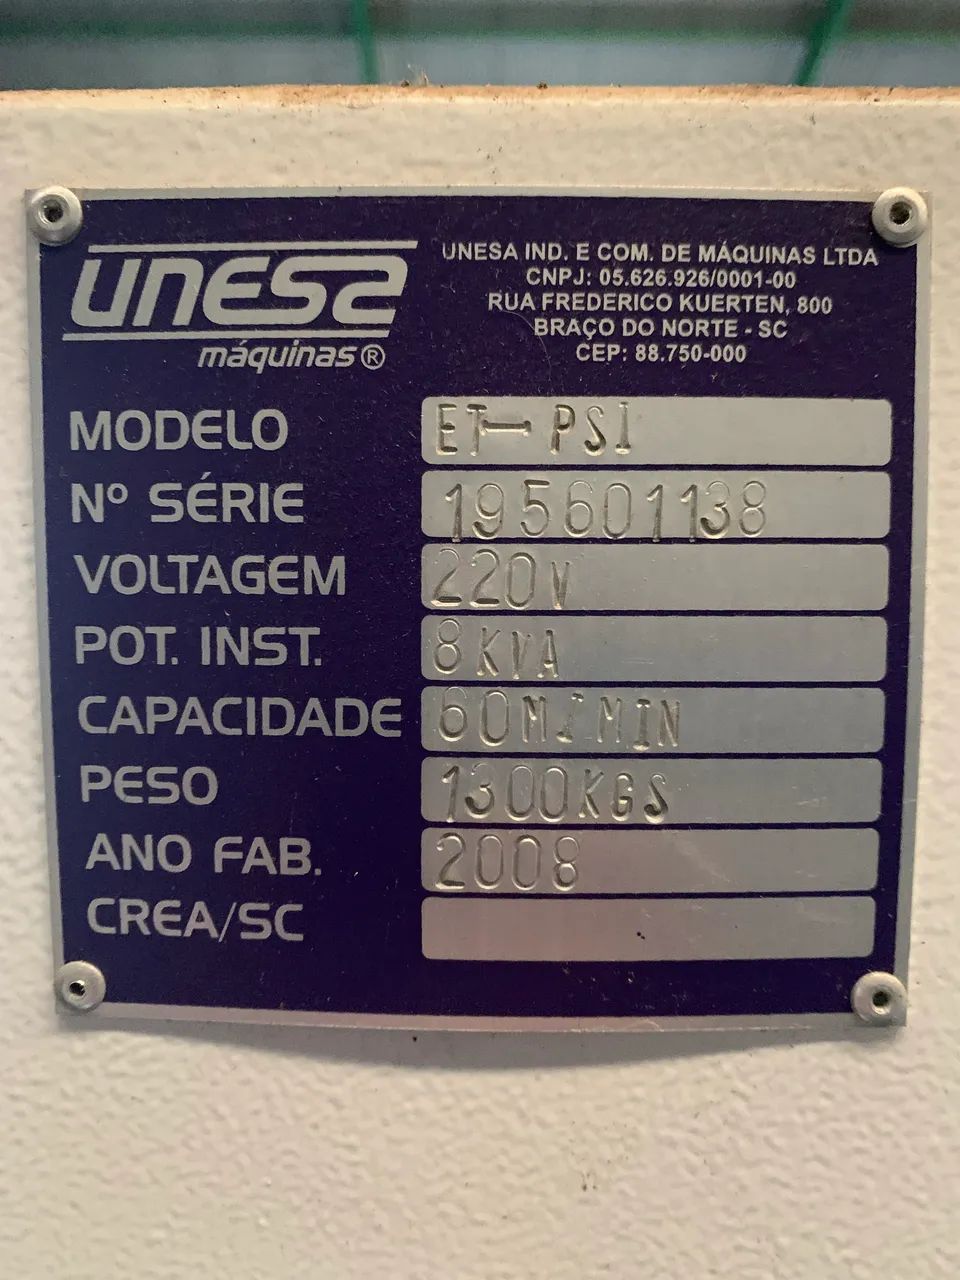 UNESA
máquinas®
UNESA IND. E COM. DE MÁQUINAS LTDA
CNPJ: 05.626.926/0001-00
RUA FREDERICO KUERTEN, 800
BRAÇO DO NORTE - SC
CEP: 88.750-000
MODELO ET-PSI
Nº SÉRIE 195601138
VOLTAGEM 220V
POT. INST. 8KVA
CAPACIDADE 60M/MIN
PESO 1300KGS
ANO FAB. 2008
CREA/SC